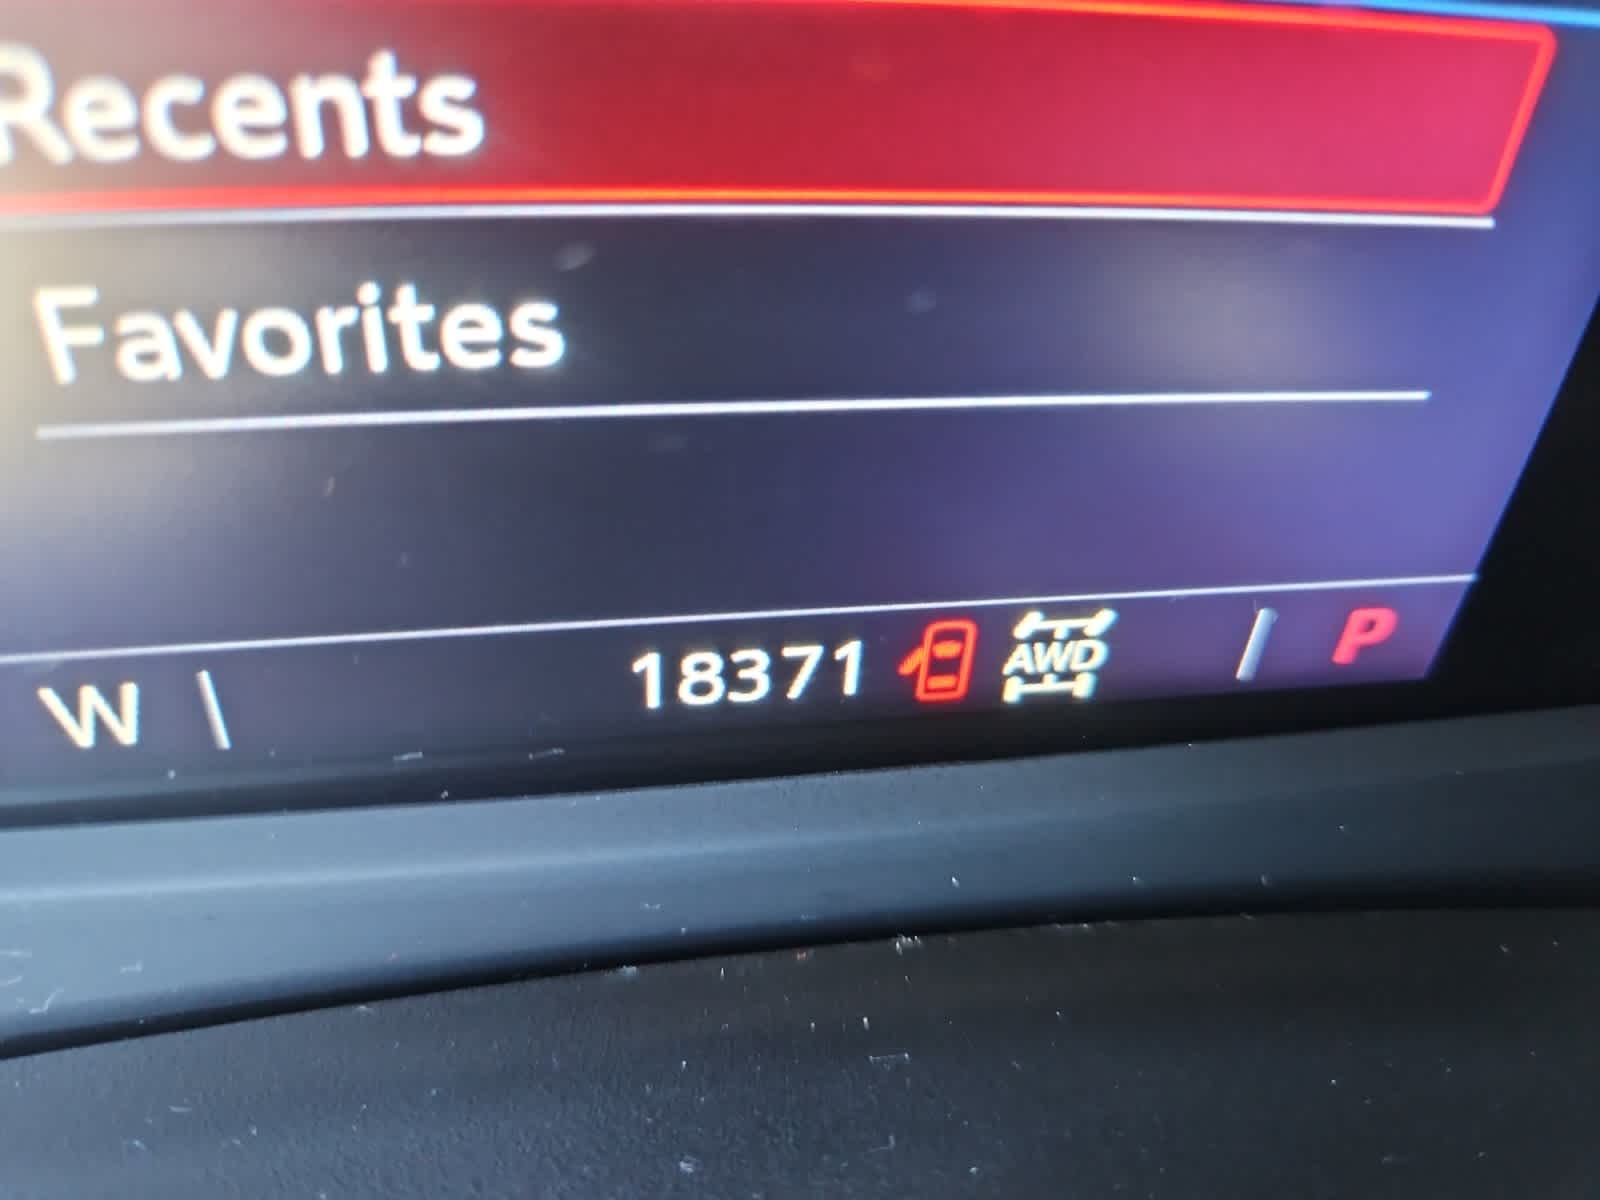 Recents
Favorites
W 18371 AWD P